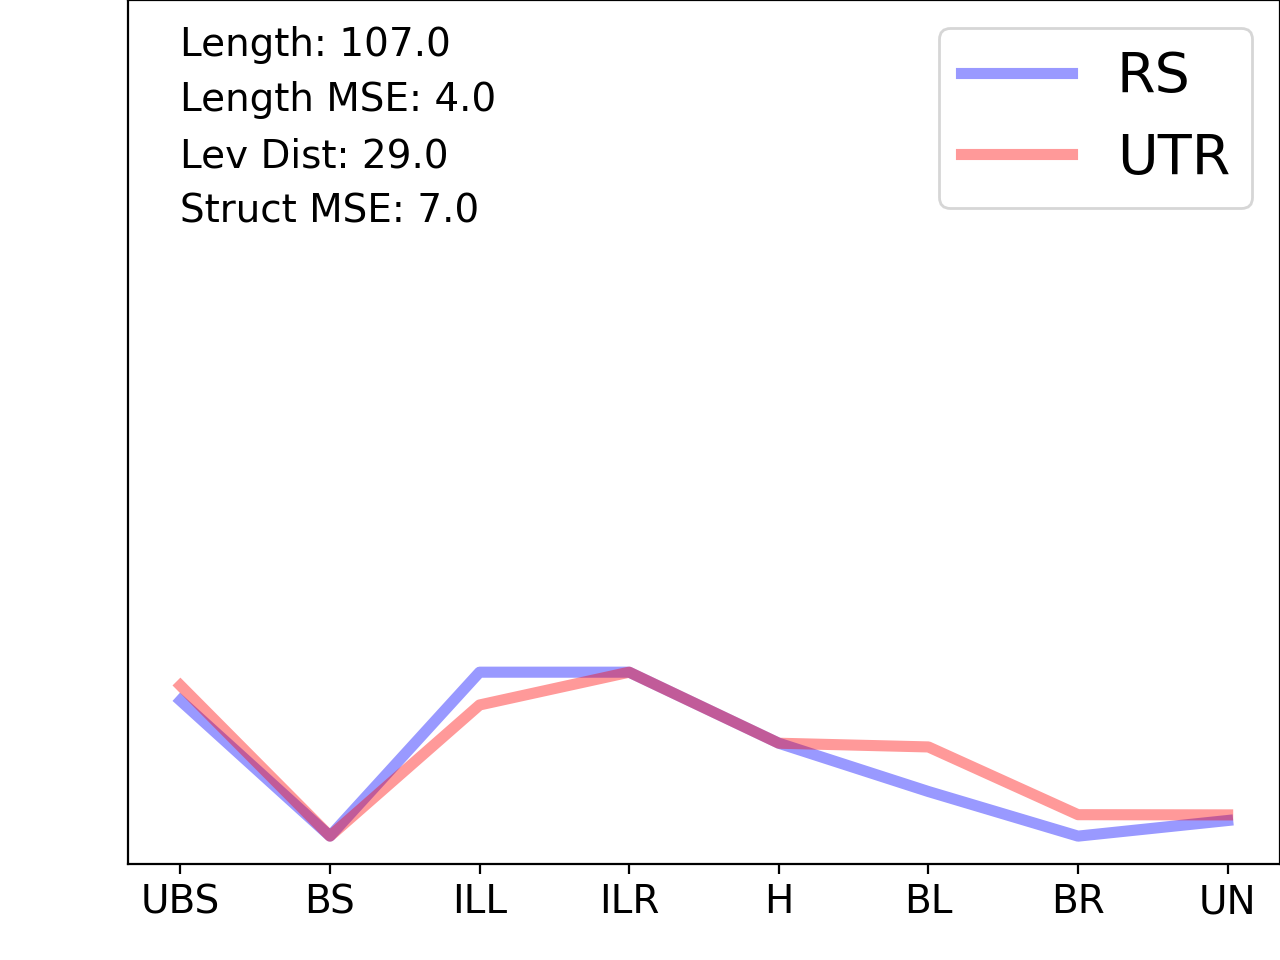 Length: 107.0
Length MSE: 4.0
Lev Dist: 29.0
Struct MSE: 7.0
RS
UTR
UBS BS ILL ILR H BL BR UN